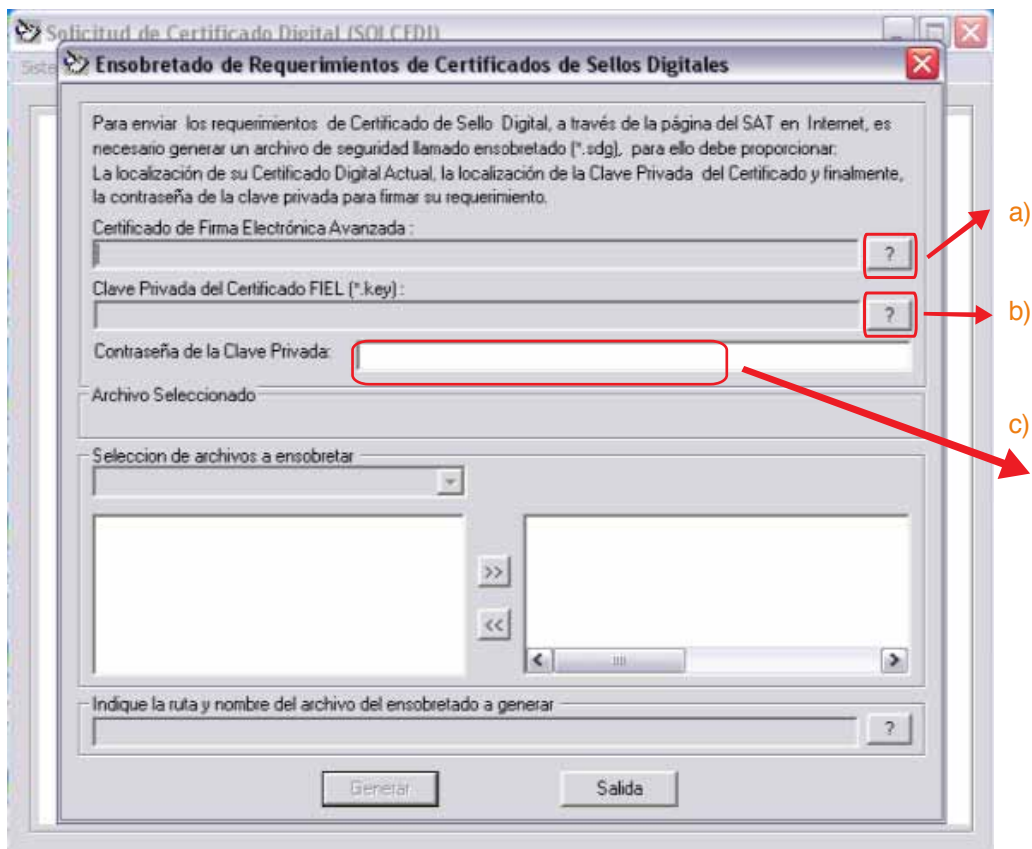 Solicitud de Certificado Digital (SOLCEDI)
Siste
Ensobretado de Requerimientos de Certificados de Sellos Digitales
Para enviar los requerimientos de Certificado de Sello Digital, a través de la página del SAT en Internet, es
necesario generar un archivo de seguridad llamado ensobretado (*.sdg), para ello debe proporcionar:
La localización de su Certificado Digital Actual, la localización de la Clave Privada del Certificado y finalmente,
la contraseña de la clave privada para firmar su requerimiento.
Certificado de Firma Electrónica Avanzada :
? a)
Clave Privada del Certificado FIEL (*.key) :
? b)
Contraseña de la Clave Privada:
Archivo Seleccionado
c)
Seleccion de archivos a ensobretar
>>
<<
Indique la ruta y nombre del archivo del ensobretado a generar
?
Generar Salida